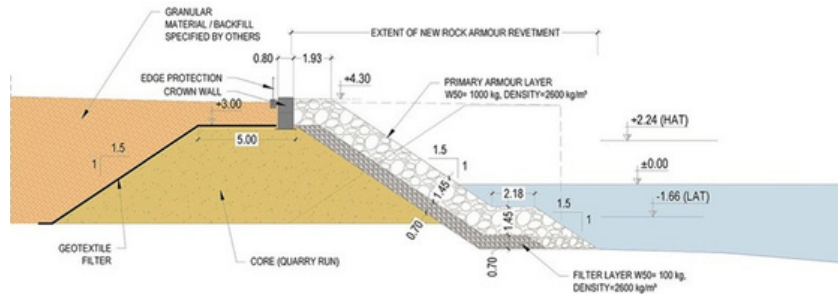 GRANULAR
MATERIAL / BACKFILL
SPECIFIED BY OTHERS
EXTENT OF NEW ROCK ARMOUR REVETMENT
0.80
1.93
EDGE PROTECTION
CROWN WALL
+4.30
PRIMARY ARMOUR LAYER
W50= 1000 kg, DENSITY=2600 kg/m³
+3.00
+2.24 (HAT)
5.00
1.5
1
1.5
1
±0.00
1.45
2.18
1.5
1
-1.66 (LAT)
0.70
1.45
GEOTEXTILE
FILTER
CORE (QUARRY RUN)
0.70
FILTER LAYER W50= 100 kg,
DENSITY=2600 kg/m³